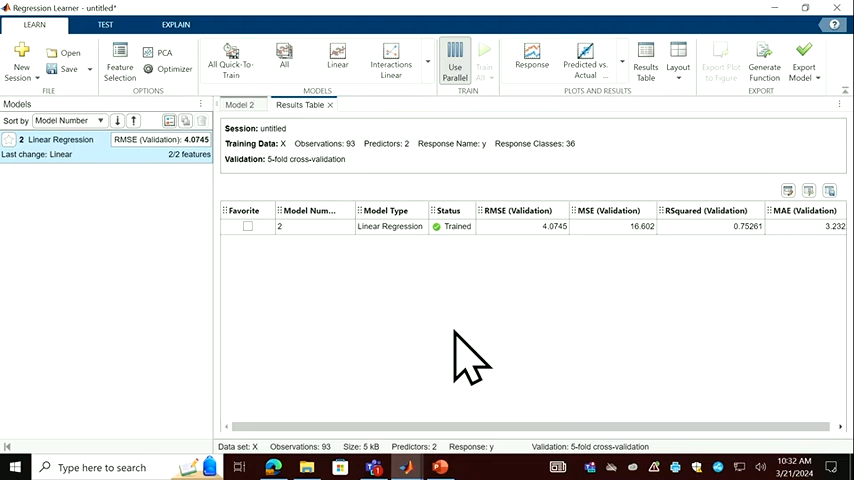 Regression Learner - untitled*
LEARN TEST EXPLAIN
New Session Open Save
FILE
Feature Selection PCA Optimizer
OPTIONS
All Quick-To-Train All Linear Interactions Linear
MODELS
Use Parallel Train All
TRAIN
Response Predicted vs. Actual ... Results Table Layout
PLOTS AND RESULTS
Export Plot to Figure Generate Function Export Model
EXPORT
Models
Sort by Model Number
2 Linear Regression RMSE (Validation): 4.0745
Last change: Linear 2/2 features
Model 2 Results Table
Session: untitled
Training Data: X Observations: 93 Predictors: 2 Response Name: y Response Classes: 36
Validation: 5-fold cross-validation
Favorite Model Num... Model Type Status RMSE (Validation) MSE (Validation) RSquared (Validation) MAE (Validation)
2 Linear Regression Trained 4.0745 16.602 0.75261 3.232
Data set: X Observations: 93 Size: 5 kB Predictors: 2 Response: y Validation: 5-fold cross-validation
Type here to search
10:32 AM
3/21/2024